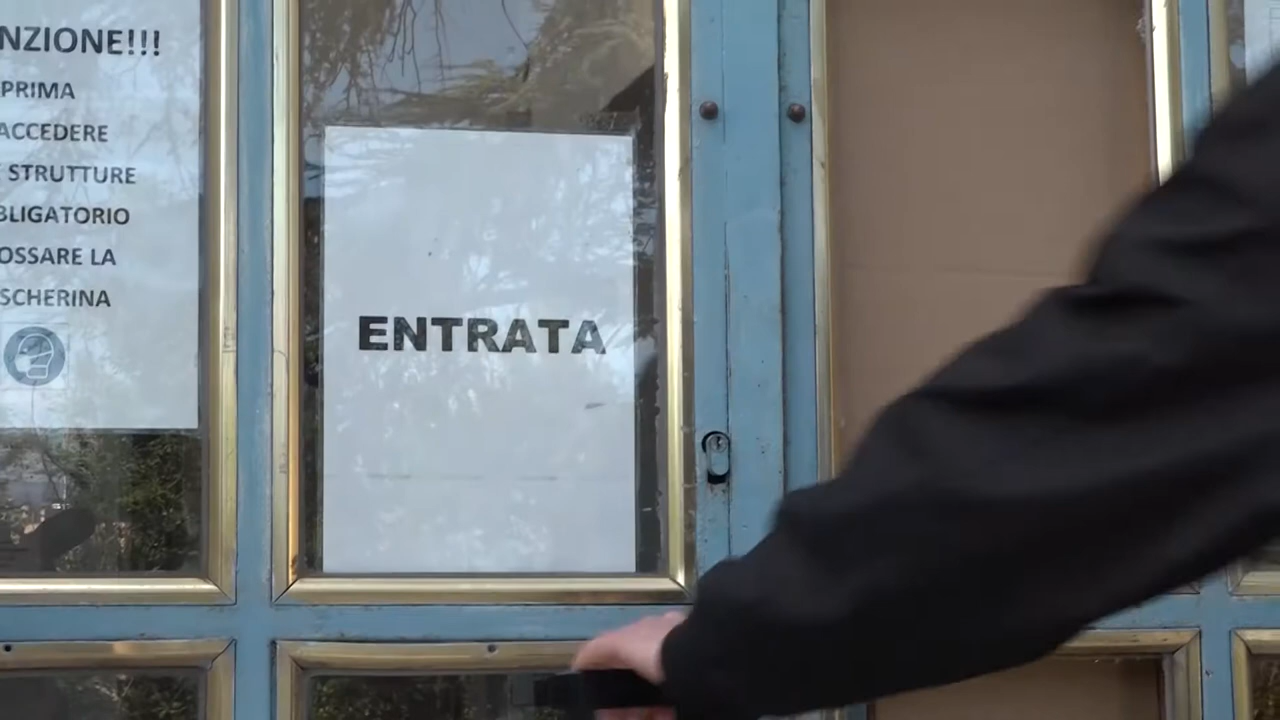 NZIONE!!!
PRIMA
ACCEDERE
STRUTTURE
BLIGATORIO
OSSARE LA
SCHERINA
ENTRATA